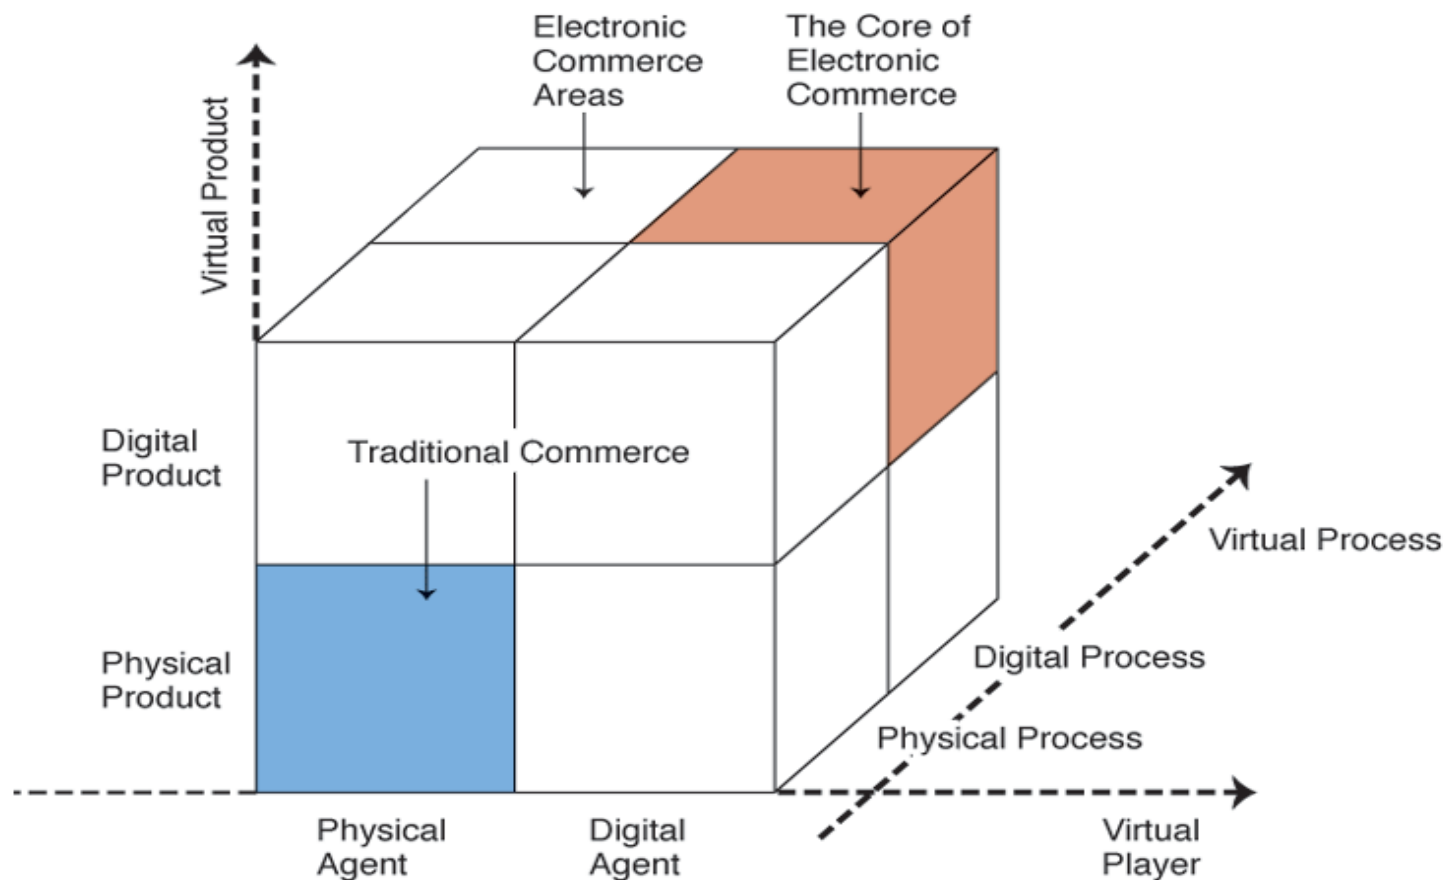 Electronic
Commerce
Areas
The Core of
Electronic
Commerce
Virtual Product
Digital
Product
Traditional Commerce
Virtual Process
Digital Process
Physical
Product
Physical Process
Physical
Agent
Digital
Agent
Virtual
Player